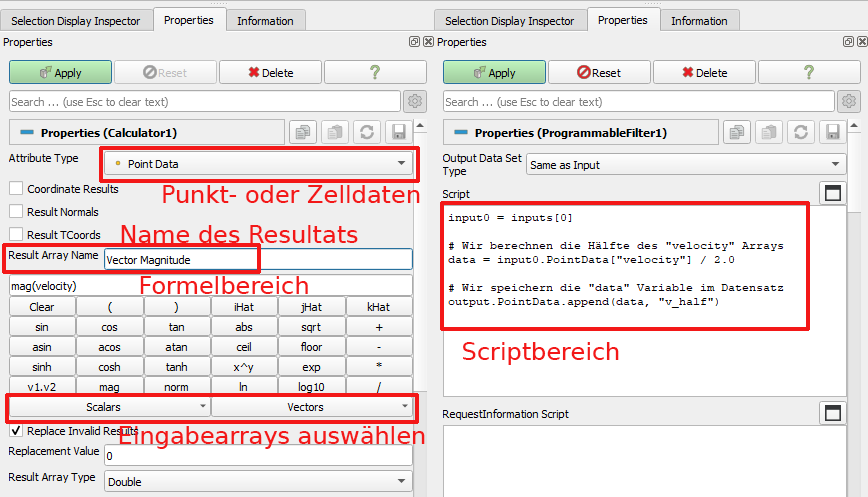 Selection Display Inspector Properties Information
Properties
Apply Reset Delete ?
Search ... (use Esc to clear text)
Properties (Calculator1)
Attribute Type Point Data
Coordinate Results
Punkt- oder Zelldaten
Result Normals
Result TCoords
Name des Resultats
Result Array Name Vector Magnitude
mag(velocity)
Formelbereich
Clear ( ) iHat jHat kHat
sin cos tan abs sqrt +
asin acos atan ceil floor -
sinh cosh tanh x^y exp *
v1.v2 mag norm ln log10 /
Scalars Vectors
Replace Invalid Results
Eingabearrays auswählen
Replacement Value 0
Result Array Type Double
Selection Display Inspector Properties Information
Properties
Apply Reset Delete ?
Search ... (use Esc to clear text)
Properties (ProgrammableFilter1)
Output Data Set Type Same as Input
Script
input0 = inputs[0]
# Wir berechnen die Hälfte des "velocity" Arrays
data = input0.PointData["velocity"] / 2.0
# Wir speichern die "data" Variable im Datensatz
output.PointData.append(data, "v_half")
Scriptbereich
RequestInformation Script